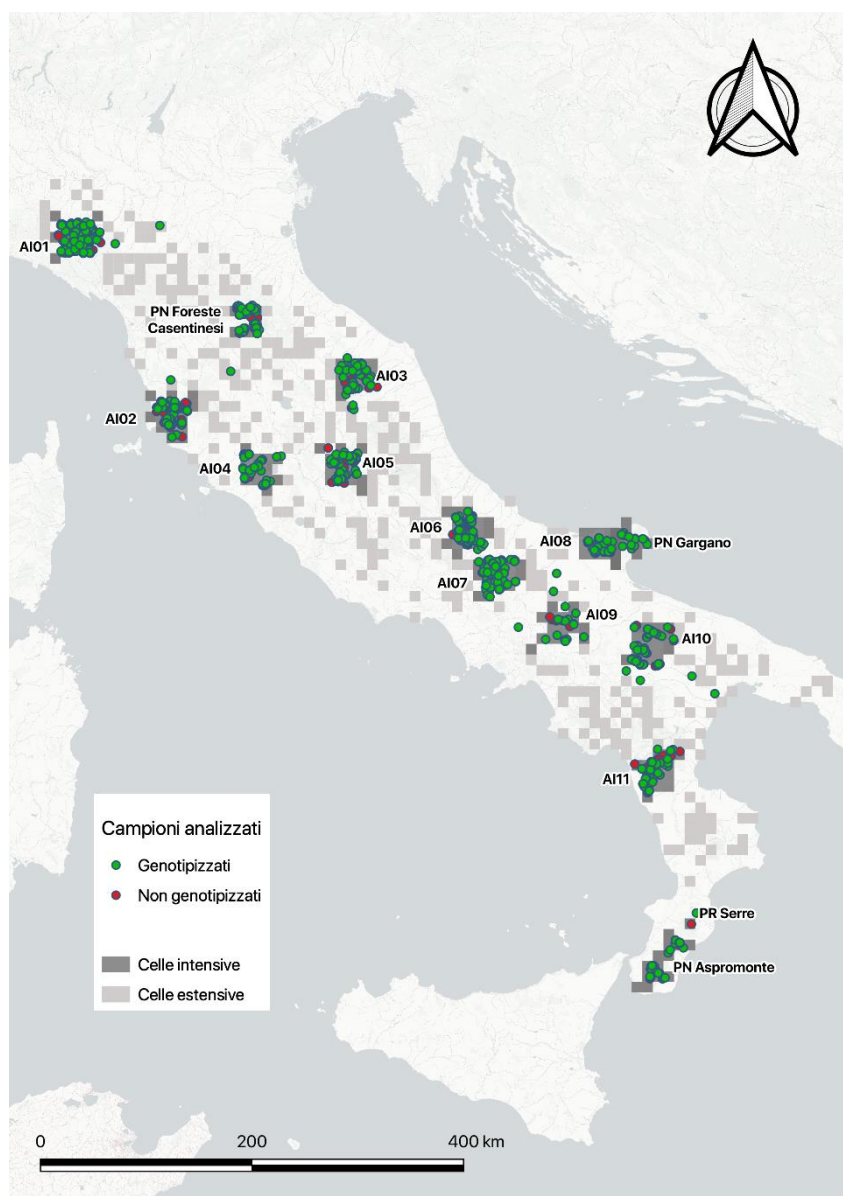 AI01
PN Foreste
Casentinesi
AI03
AI02
AI04
AI05
AI06
AI08
PN Gargano
AI07
AI09
AI10
AI11
Campioni analizzati
Genotipizzati
Non genotipizzati
Celle intensive
Celle estensive
PR Serre
PN Aspromonte
0 200 400 km